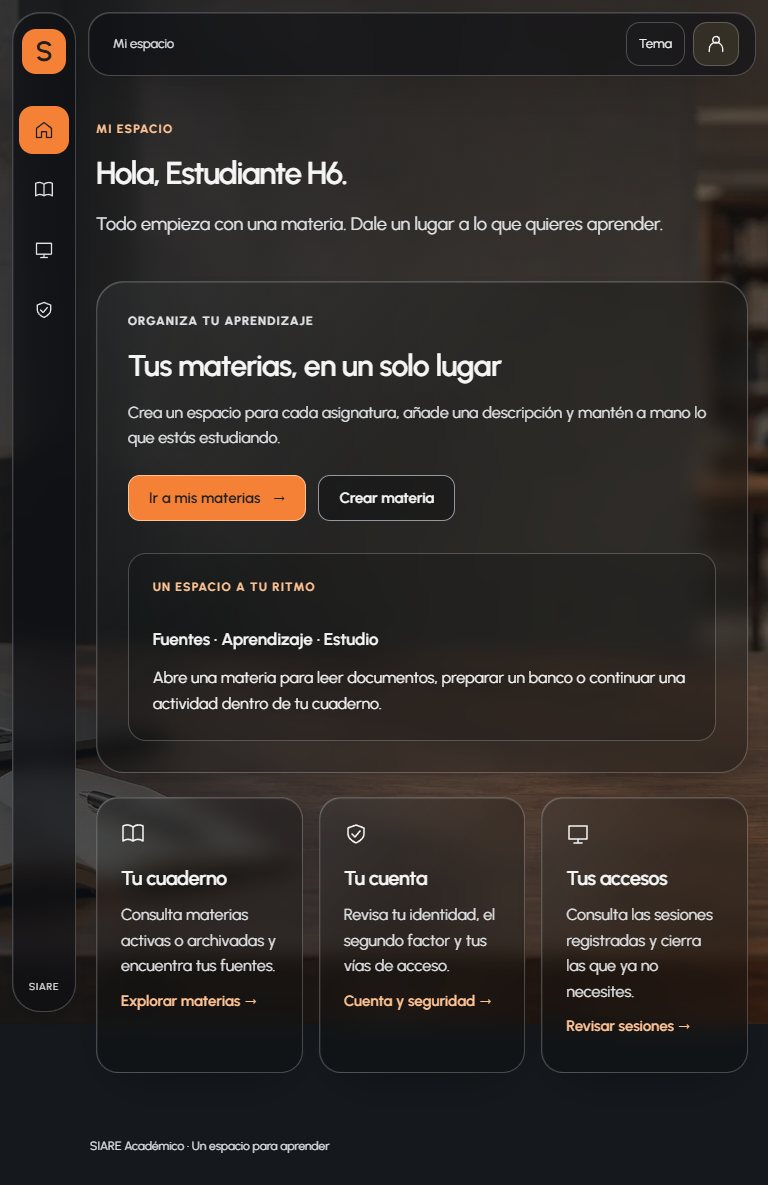 S
Mi espacio
Tema
MI ESPACIO
Hola, Estudiante H6.
Todo empieza con una materia. Dale un lugar a lo que quieres aprender.
ORGANIZA TU APRENDIZAJE
Tus materias, en un solo lugar
Crea un espacio para cada asignatura, añade una descripción y mantén a mano lo
que estás estudiando.
Ir a mis materias →
Crear materia
UN ESPACIO A TU RITMO
Fuentes · Aprendizaje · Estudio
Abre una materia para leer documentos, preparar un banco o continuar una
actividad dentro de tu cuaderno.
Tu cuaderno
Consulta materias
activas o archivadas y
encuentra tus fuentes.
Explorar materias →
Tu cuenta
Revisa tu identidad, el
segundo factor y tus
vías de acceso.
Cuenta y seguridad →
Tus accesos
Consulta las sesiones
registradas y cierra
las que ya no
necesites.
Revisar sesiones →
SIARE
SIARE Académico · Un espacio para aprender